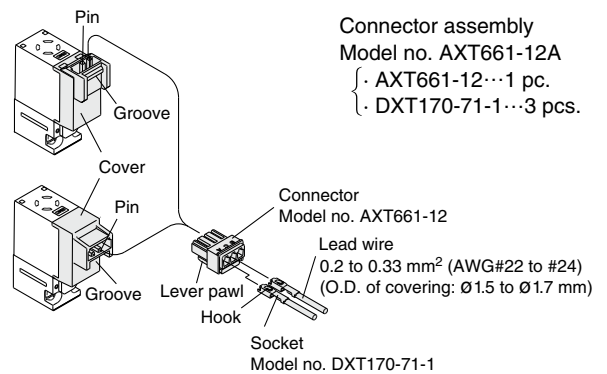 Pin
Groove
Cover
Pin
Groove
Connector assembly
Model no. AXT661-12A
· AXT661-12···1 pc.
· DXT170-71-1···3 pcs.
Connector
Model no. AXT661-12
Lead wire
0.2 to 0.33 mm² (AWG#22 to #24)
(O.D. of covering: Ø1.5 to Ø1.7 mm)
Lever pawl
Hook
Socket
Model no. DXT170-71-1